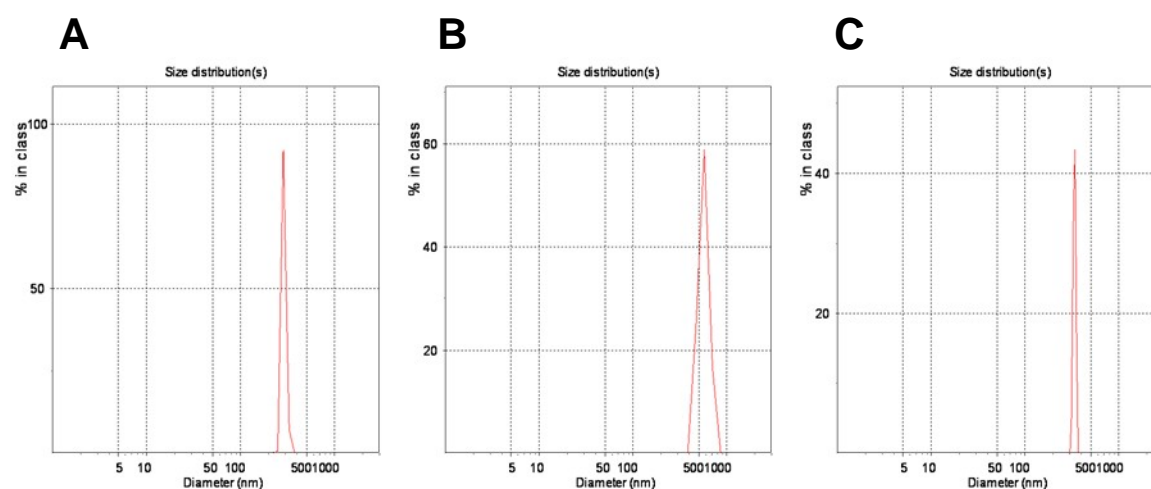 A B C
Size distribution(s) Size distribution(s) Size distribution(s)
% in class % in class % in class
100
50
60
40
20
40
20
5 10 50 100 5001000 5 10 50 100 5001000 5 10 50 100 5001000
Diameter (nm) Diameter (nm) Diameter (nm)